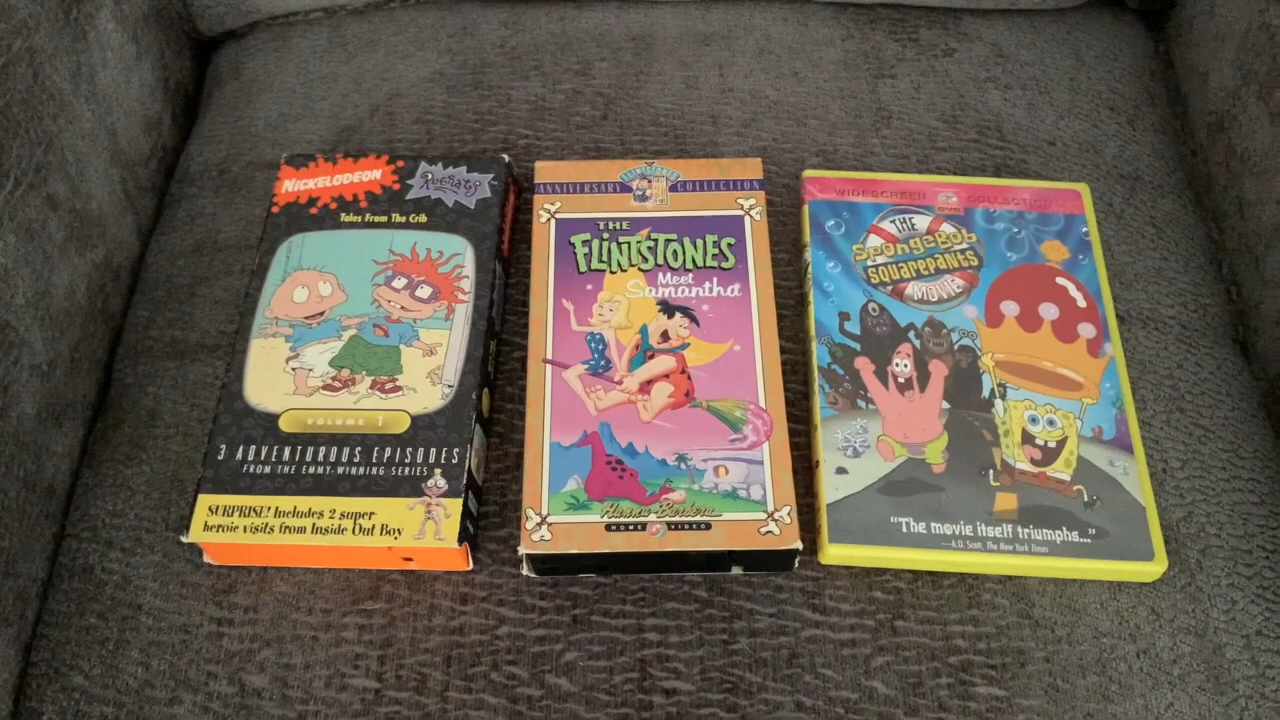 NICKELODEON
RUGRATS
Tales From The Crib
VOLUME 1
3 ADVENTUROUS EPISODES
FROM THE EMMY-WINNING SERIES
SURPRISE! Includes 2 super-
heroic visits from Inside Out Boy
FLINTSTONES
ANNIVERSARY COLLECTION
THE
FLINTSTONES
Meet
Samantha
Hanna-Barbera
HOME VIDEO
WIDESCREEN DVD COLLECTION
THE
SpongeBob
SQUAREPANTS
MOVIE
"The movie itself triumphs..."
—A.O. Scott, The New York Times